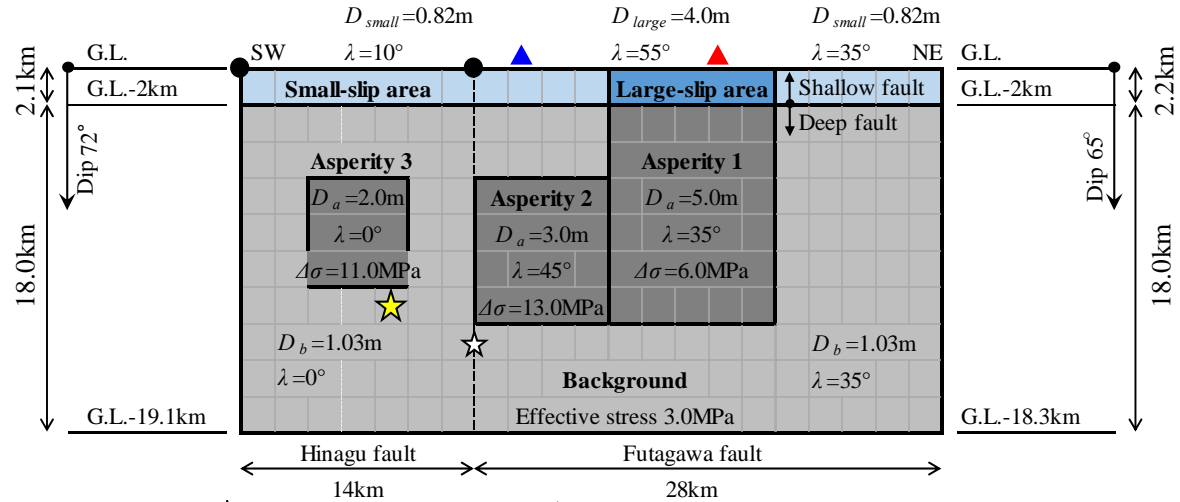 D small=0.82m D large=4.0m D small=0.82m
G.L. SW λ=10° λ=55° λ=35° NE G.L.
2.1km G.L.-2km Small-slip area Large-slip area Shallow fault G.L.-2km 2.2km
Deep fault
Dip 72° Asperity 3 Asperity 1 Dip 65°
D a=2.0m Asperity 2 D a=5.0m
λ=0° D a=3.0m λ=35°
18.0km Δσ=11.0MPa λ=45° Δσ=6.0MPa 18.0km
Δσ=13.0MPa
D b=1.03m D b=1.03m
λ=0° Background λ=35°
G.L.-19.1km Effective stress 3.0MPa G.L.-18.3km
Hinagu fault Futagawa fault
14km 28km